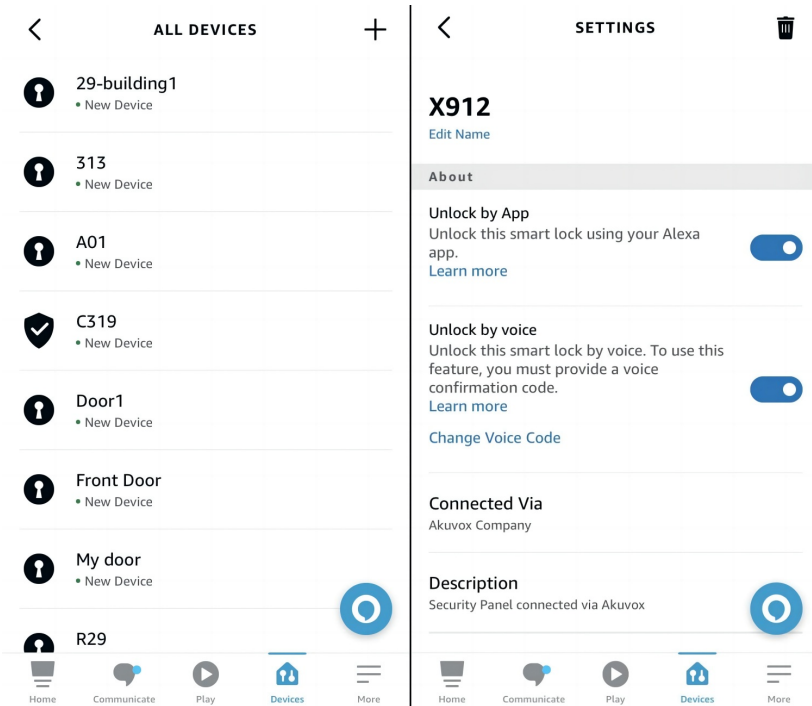 ALL DEVICES
29-building1
New Device
313
New Device
A01
New Device
C319
New Device
Door1
New Device
Front Door
New Device
My door
New Device
R29
Home Communicate Play Devices More
SETTINGS
X912
Edit Name
About
Unlock by App
Unlock this smart lock using your Alexa
app.
Learn more
Unlock by voice
Unlock this smart lock by voice. To use this
feature, you must provide a voice
confirmation code.
Learn more
Change Voice Code
Connected Via
Akuvox Company
Description
Security Panel connected via Akuvox
Home Communicate Play Devices More